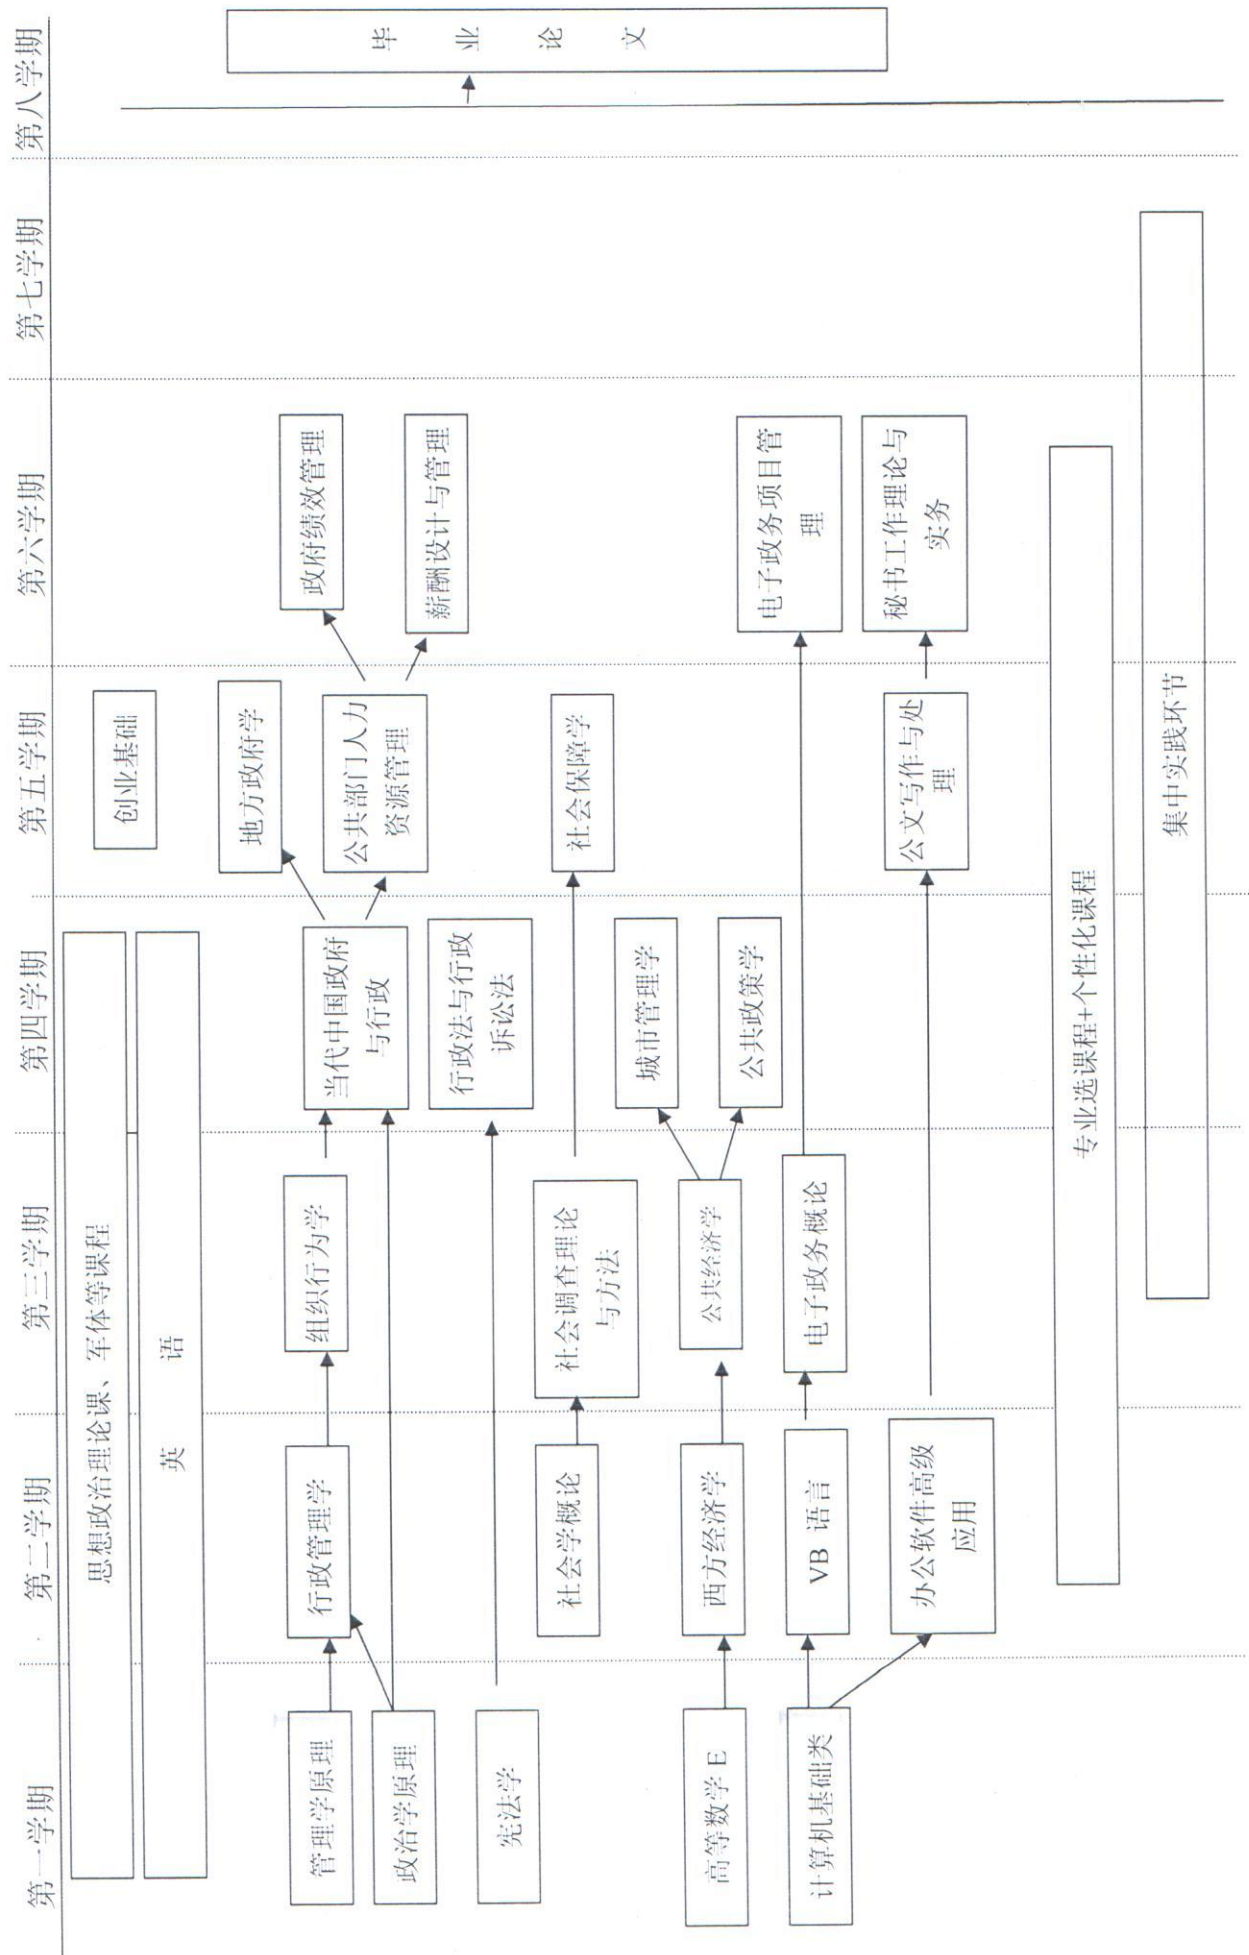 第一学期
第二学期
第三学期
第四学期
第五学期
第六学期
第七学期
第八学期
思想政治理论课、军体等课程
英 语
创业基础
管理学原理
政治学原理
宪法学
高等数学 E
计算机基础类
行政管理学
社会学概论
西方经济学
VB 语言
办公软件高级
应用
组织行为学
社会调查理论
与方法
公共经济学
电子政务概论
当代中国政府
与行政
行政法与行政
诉讼法
城市管理学
公共政策学
地方政府学
公共部门人力
资源管理
社会保障学
公文写作与处
理
政府绩效管理
薪酬设计与管理
电子政务项目管
理
秘书工作理论与
实务
专业选课程+个性化课程
集中实践环节
毕 业 论 文